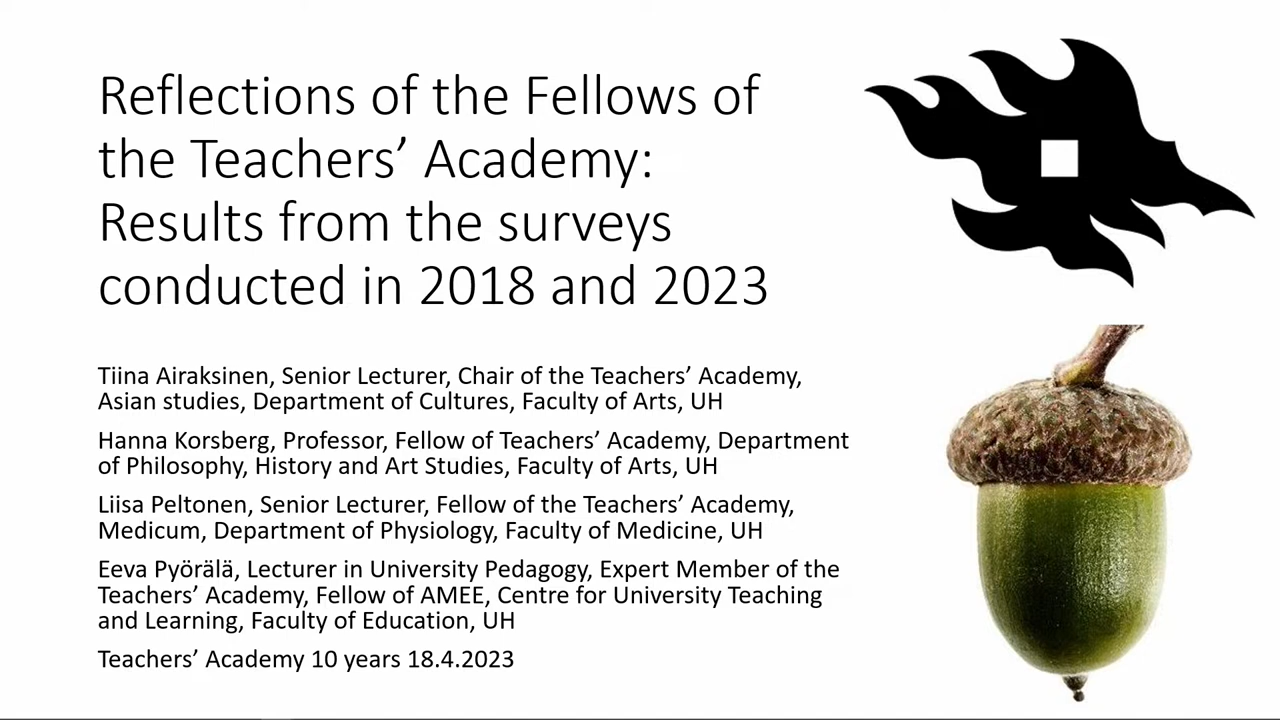 Reflections of the Fellows of
the Teachers’ Academy:
Results from the surveys
conducted in 2018 and 2023
Tiina Airaksinen, Senior Lecturer, Chair of the Teachers’ Academy,
Asian studies, Department of Cultures, Faculty of Arts, UH
Hanna Korsberg, Professor, Fellow of Teachers’ Academy, Department
of Philosophy, History and Art Studies, Faculty of Arts, UH
Liisa Peltonen, Senior Lecturer, Fellow of the Teachers’ Academy,
Medicum, Department of Physiology, Faculty of Medicine, UH
Eeva Pyörälä, Lecturer in University Pedagogy, Expert Member of the
Teachers’ Academy, Fellow of AMEE, Centre for University Teaching
and Learning, Faculty of Education, UH
Teachers’ Academy 10 years 18.4.2023